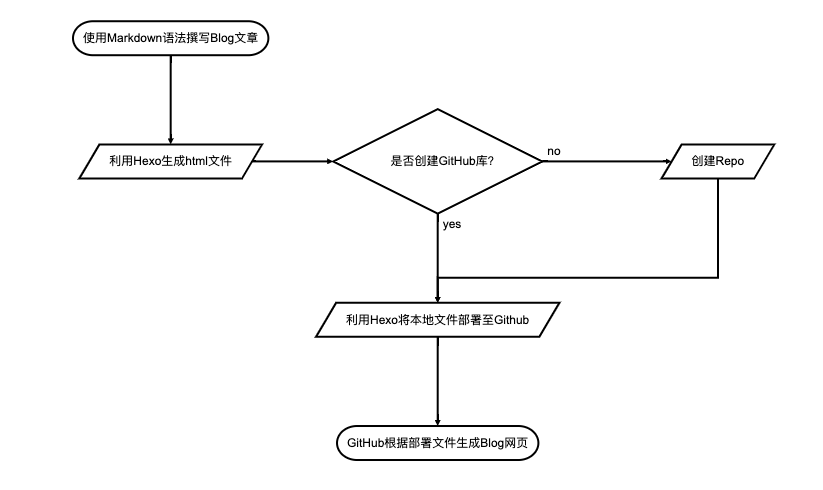 使用Markdown语法撰写Blog文章
利用Hexo生成html文件
是否创建GitHub库?
no
创建Repo
yes
利用Hexo将本地文件部署至Github
GitHub根据部署文件生成Blog网页